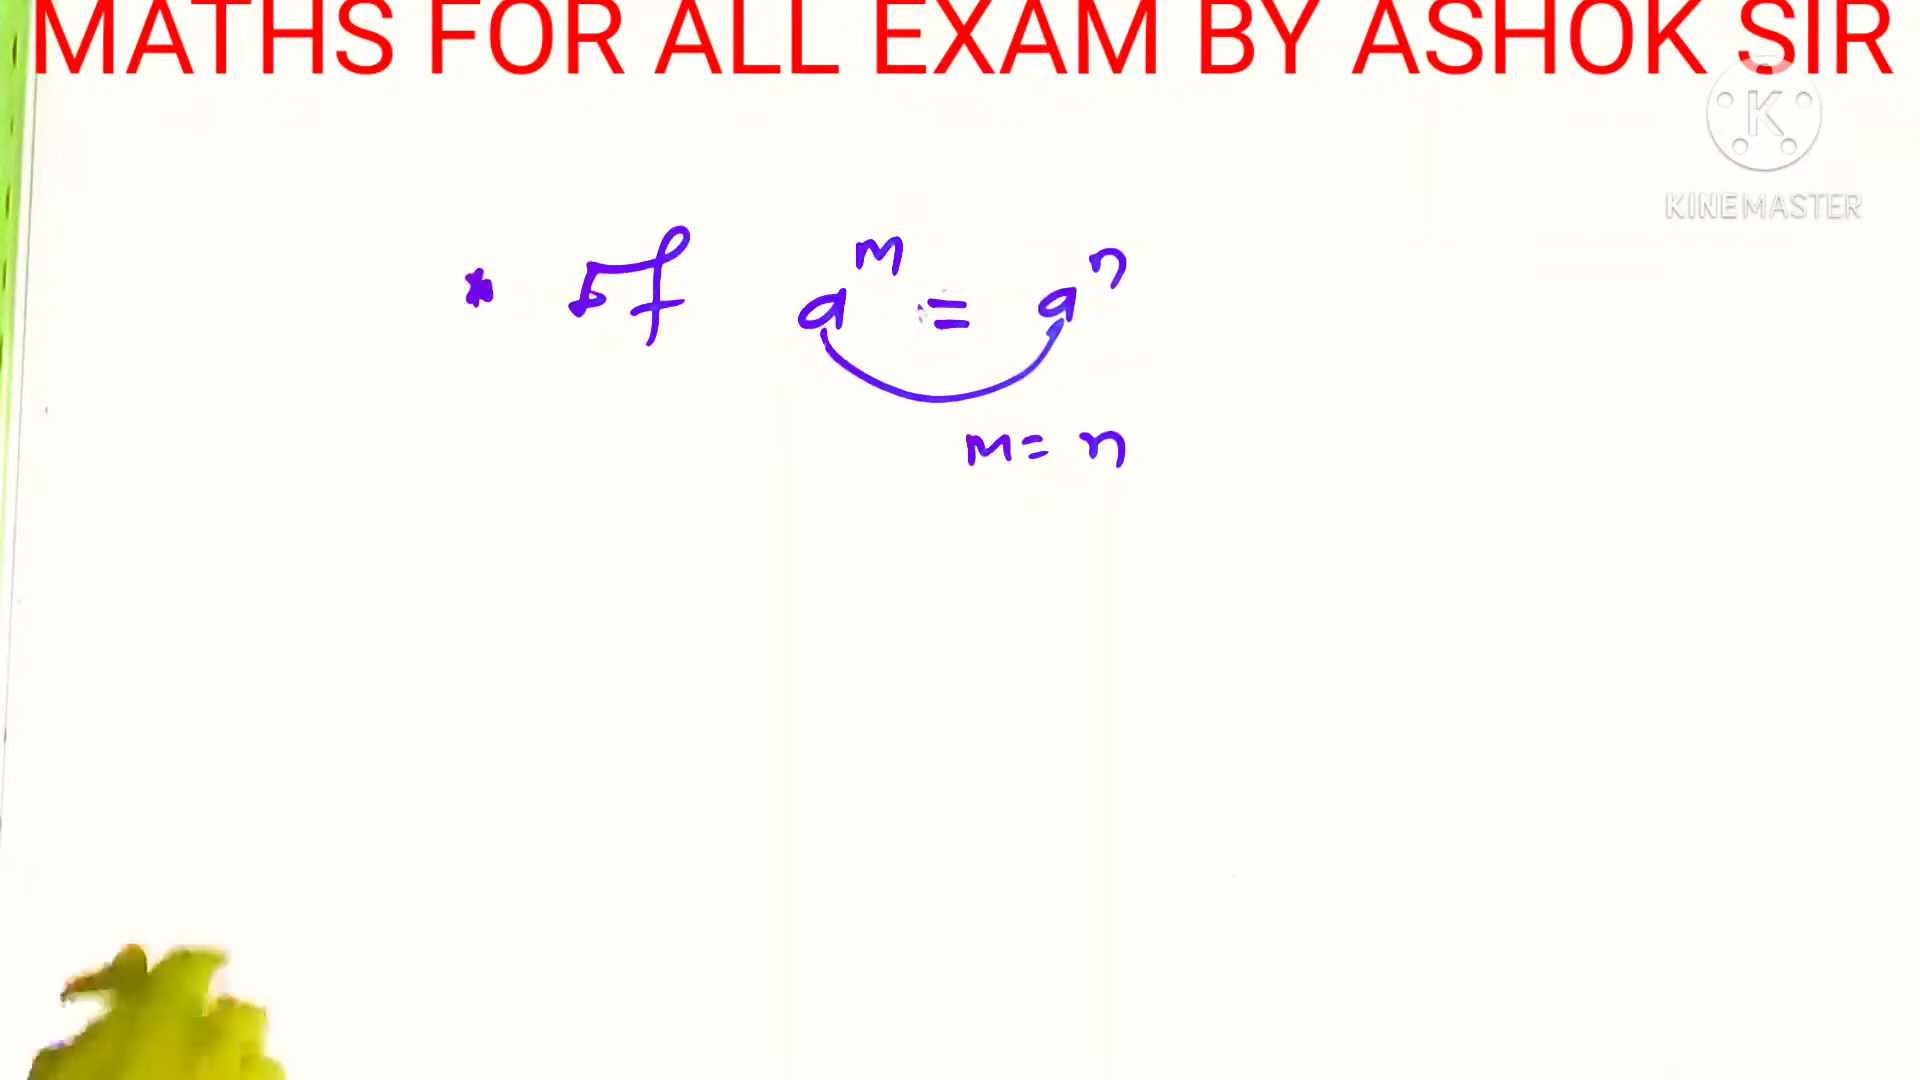 MATHS FOR ALL EXAM BY ASHOK SIR
K
KINEMASTER
* If a^m = a^n
m = n